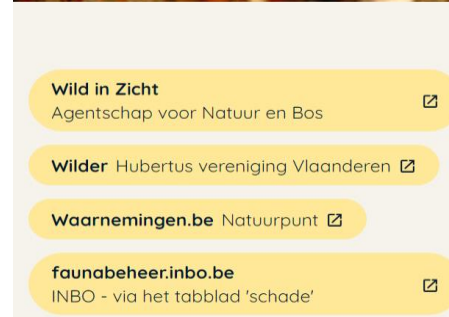 Wild in Zicht
Agentschap voor Natuur en Bos
Wilder Hubertus vereniging Vlaanderen
Waarnemingen.be Natuurpunt
faunabeheer.inbo.be
INBO - via het tabblad 'schade'